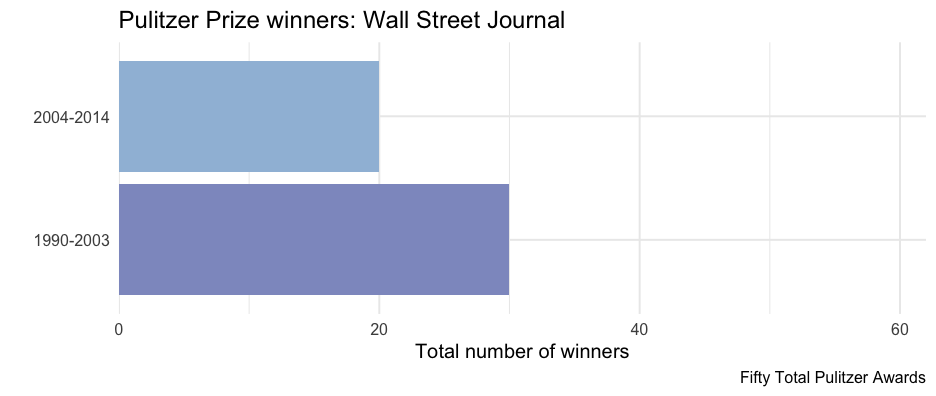 Pulitzer Prize winners: Wall Street Journal
2004-2014
1990-2003
0 20 40 60
Total number of winners
Fifty Total Pulitzer Awards